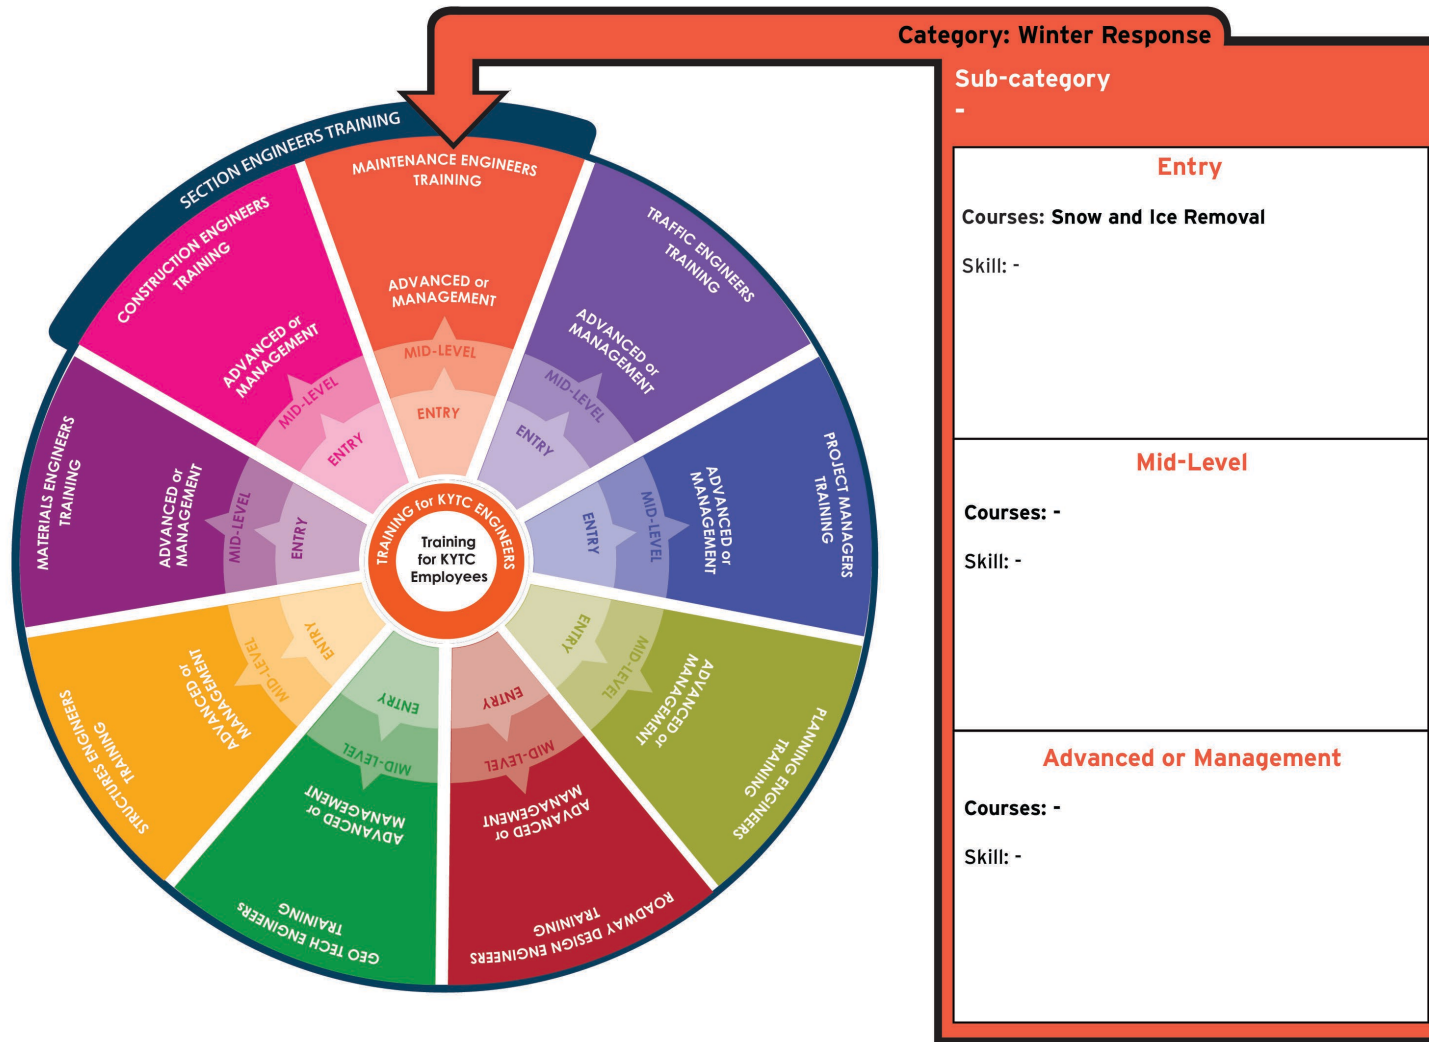 Category: Winter Response
Sub-category
-
Entry
Courses: Snow and Ice Removal
Skill: -
Mid-Level
Courses: -
Skill: -
Advanced or Management
Courses: -
Skill: -
SECTION ENGINEERS TRAINING
MAINTENANCE ENGINEERS
TRAINING
ADVANCED or
MANAGEMENT
MID-LEVEL
ENTRY
TRAFFIC ENGINEERS
TRAINING
ADVANCED or
MANAGEMENT
MID-LEVEL
ENTRY
PROJECT MANAGERS
TRAINING
ADVANCED or
MANAGEMENT
MID-LEVEL
ENTRY
PLANNING ENGINEERS
TRAINING
ADVANCED or
MANAGEMENT
MID-LEVEL
ENTRY
ROADWAY DESIGN ENGINEERS
TRAINING
ADVANCED or
MANAGEMENT
MID-LEVEL
ENTRY
GEO TECH ENGINEERs
TRAINING
ADVANCED or
MANAGEMENT
MID-LEVEL
ENTRY
STRUCTURES ENGINEERS
TRAINING
ADVANCED or
MANAGEMENT
MID-LEVEL
ENTRY
MATERIALS ENGINEERS
TRAINING
ADVANCED or
MANAGEMENT
MID-LEVEL
ENTRY
CONSTRUCTION ENGINEERS
TRAINING
ADVANCED or
MANAGEMENT
MID-LEVEL
ENTRY
TRAINING for KYTC ENGINEERS
Training
for KYTC
Employees